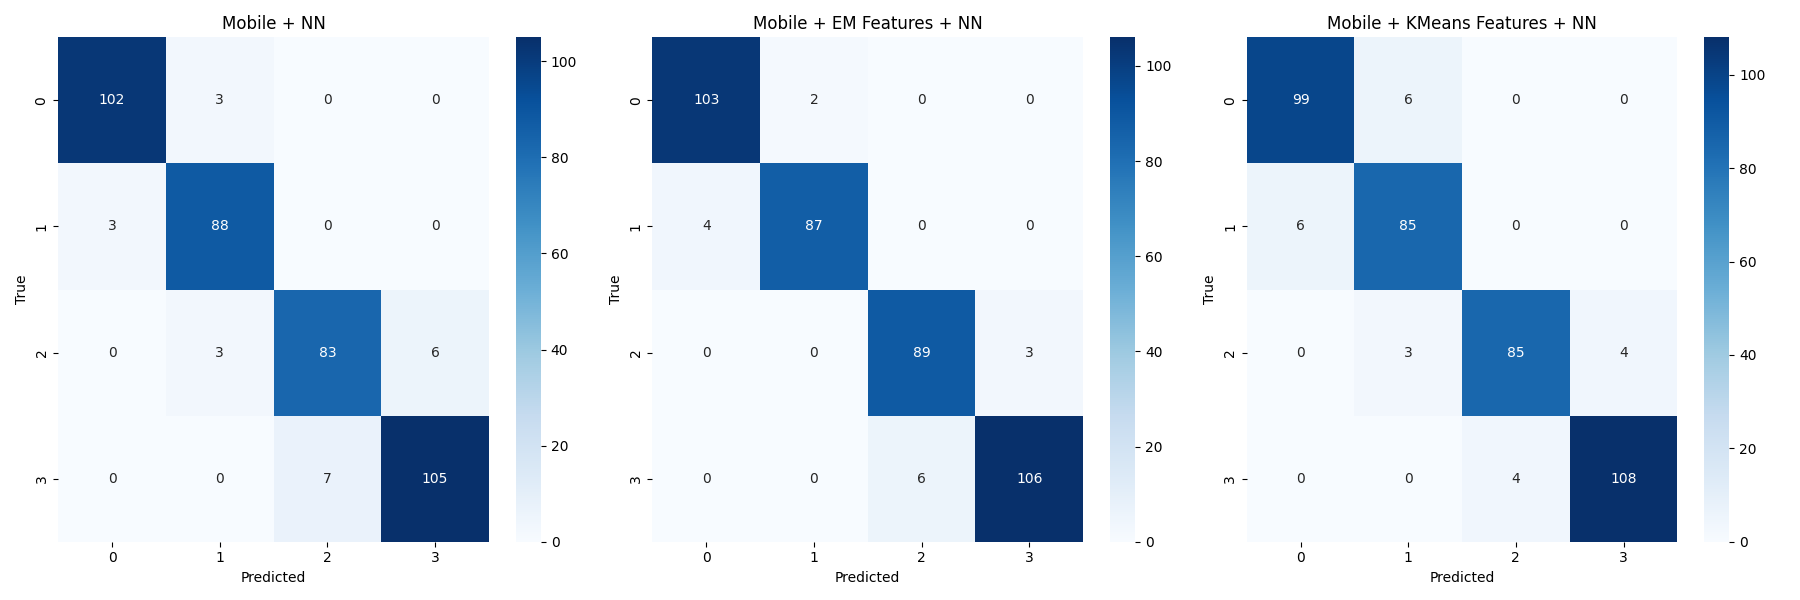 Mobile + NN
0
102 3 0 0
1
3 88 0 0
2
0 3 83 6
3
0 0 7 105
True
0 1 2 3
Predicted
100
80
60
40
20
0
Mobile + EM Features + NN
0
103 2 0 0
1
4 87 0 0
2
0 0 89 3
3
0 0 6 106
True
0 1 2 3
Predicted
100
80
60
40
20
0
Mobile + KMeans Features + NN
0
99 6 0 0
1
6 85 0 0
2
0 3 85 4
3
0 0 4 108
True
0 1 2 3
Predicted
100
80
60
40
20
0